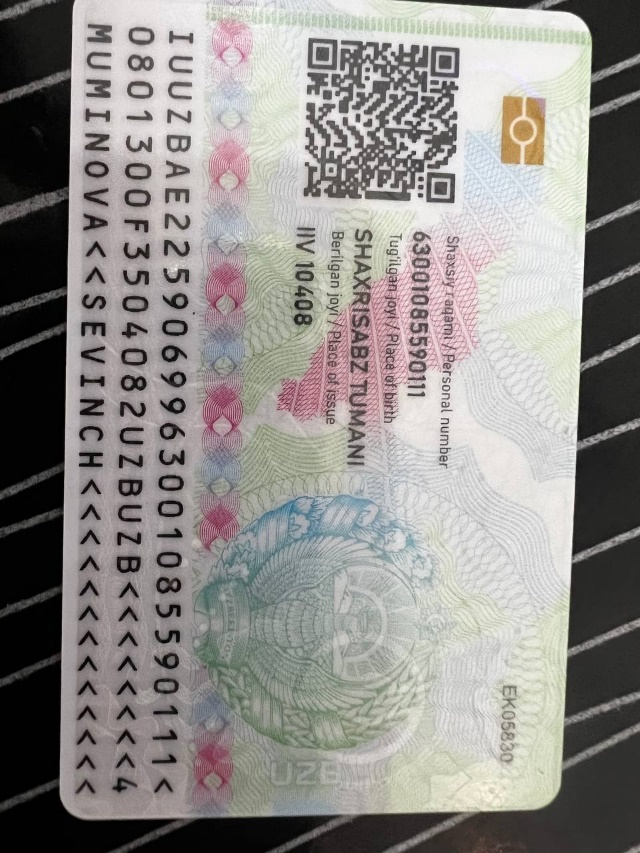 Shaxsiy raqami / Personal number
63001085590111
Tug'ilgan joyi / Place of birth
SHAXRISABZ TUMANI
Berilgan joyi / Place of issue
IIV 10408
EK05830
UZB
IUUZBAE2259069963001085590111<
0801300F3504082UZBUZB<<<<<<<4
MUMINOVA<<SEVINCH<<<<<<<<<<<<<